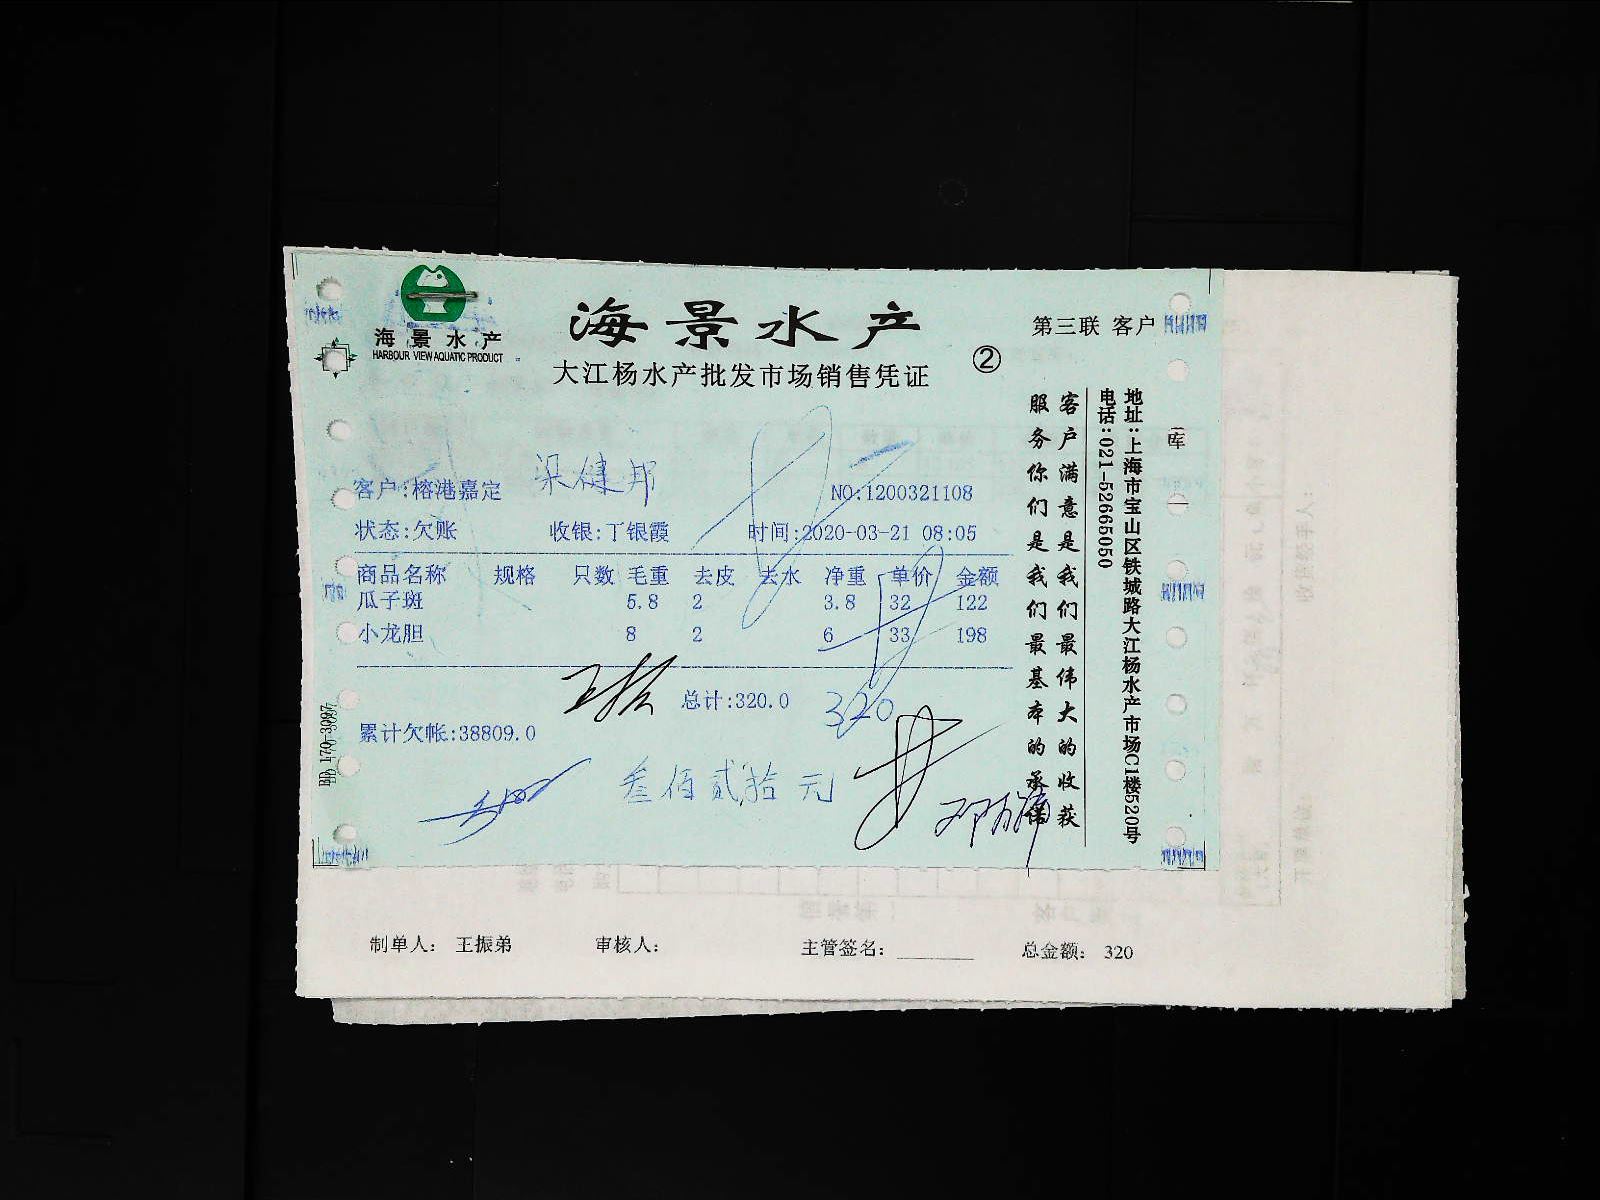 海景水产
HARBOUR VIEW AQUATIC PRODUCT
海景水产
大江杨水产批发市场销售凭证
②
第三联 客户
客户:榕港嘉定 梁健邦
NO:1200321108
状态:欠账 收银:丁银霞 时间:2020-03-21 08:05
商品名称 规格 只数 毛重 去皮 去水 净重 单价 金额
瓜子斑 5.8 2 3.8 32 122
小龙胆 8 2 6 33 198
总计:320.0 320
累计欠帐:38809.0
叁佰贰拾元
客户满意是我们最伟大的收获
服务你们是我们最基本的承诺
地址:上海市宝山区铁城路大江杨水产市场C1楼520号
电话:021-52665050
制单人: 王振弟 审核人: 主管签名: 总金额: 320